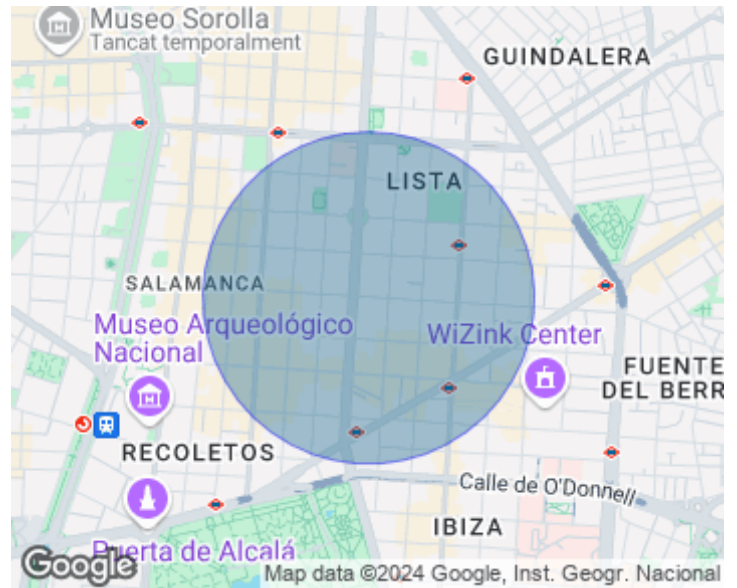 Museo Sorolla
Tancat temporalment
GUINDALERA
LISTA
SALAMANCA
Museo Arqueológico
Nacional
WiZink Center
FUENTE
DEL BERR
RECOLETOS
Calle de O'Donnell
IBIZA
Puerta de Alcalá
Google
Map data ©2024 Google, Inst. Geogr. Nacional